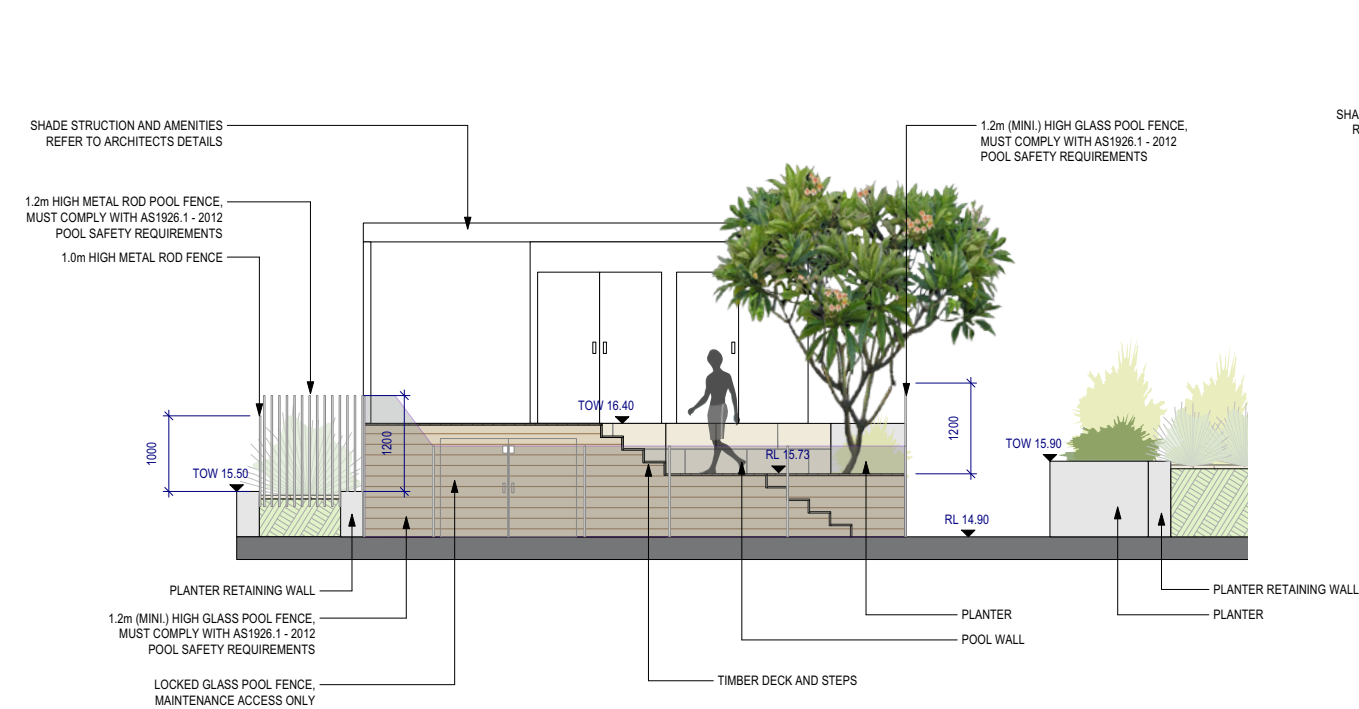 SHADE STRUCTION AND AMENITIES
REFER TO ARCHITECTS DETAILS
1.2m HIGH METAL ROD POOL FENCE,
MUST COMPLY WITH AS1926.1 - 2012
POOL SAFETY REQUIREMENTS
1.0m HIGH METAL ROD FENCE
1.2m (MINI.) HIGH GLASS POOL FENCE,
MUST COMPLY WITH AS1926.1 - 2012
POOL SAFETY REQUIREMENTS
SHA
R
1000
TOW 15.50
1200
TOW 16.40
RL 15.73
1200
RL 14.90
TOW 15.90
PLANTER RETAINING WALL
1.2m (MINI.) HIGH GLASS POOL FENCE,
MUST COMPLY WITH AS1926.1 - 2012
POOL SAFETY REQUIREMENTS
LOCKED GLASS POOL FENCE,
MAINTENANCE ACCESS ONLY
TIMBER DECK AND STEPS
PLANTER
POOL WALL
PLANTER RETAINING WALL
PLANTER